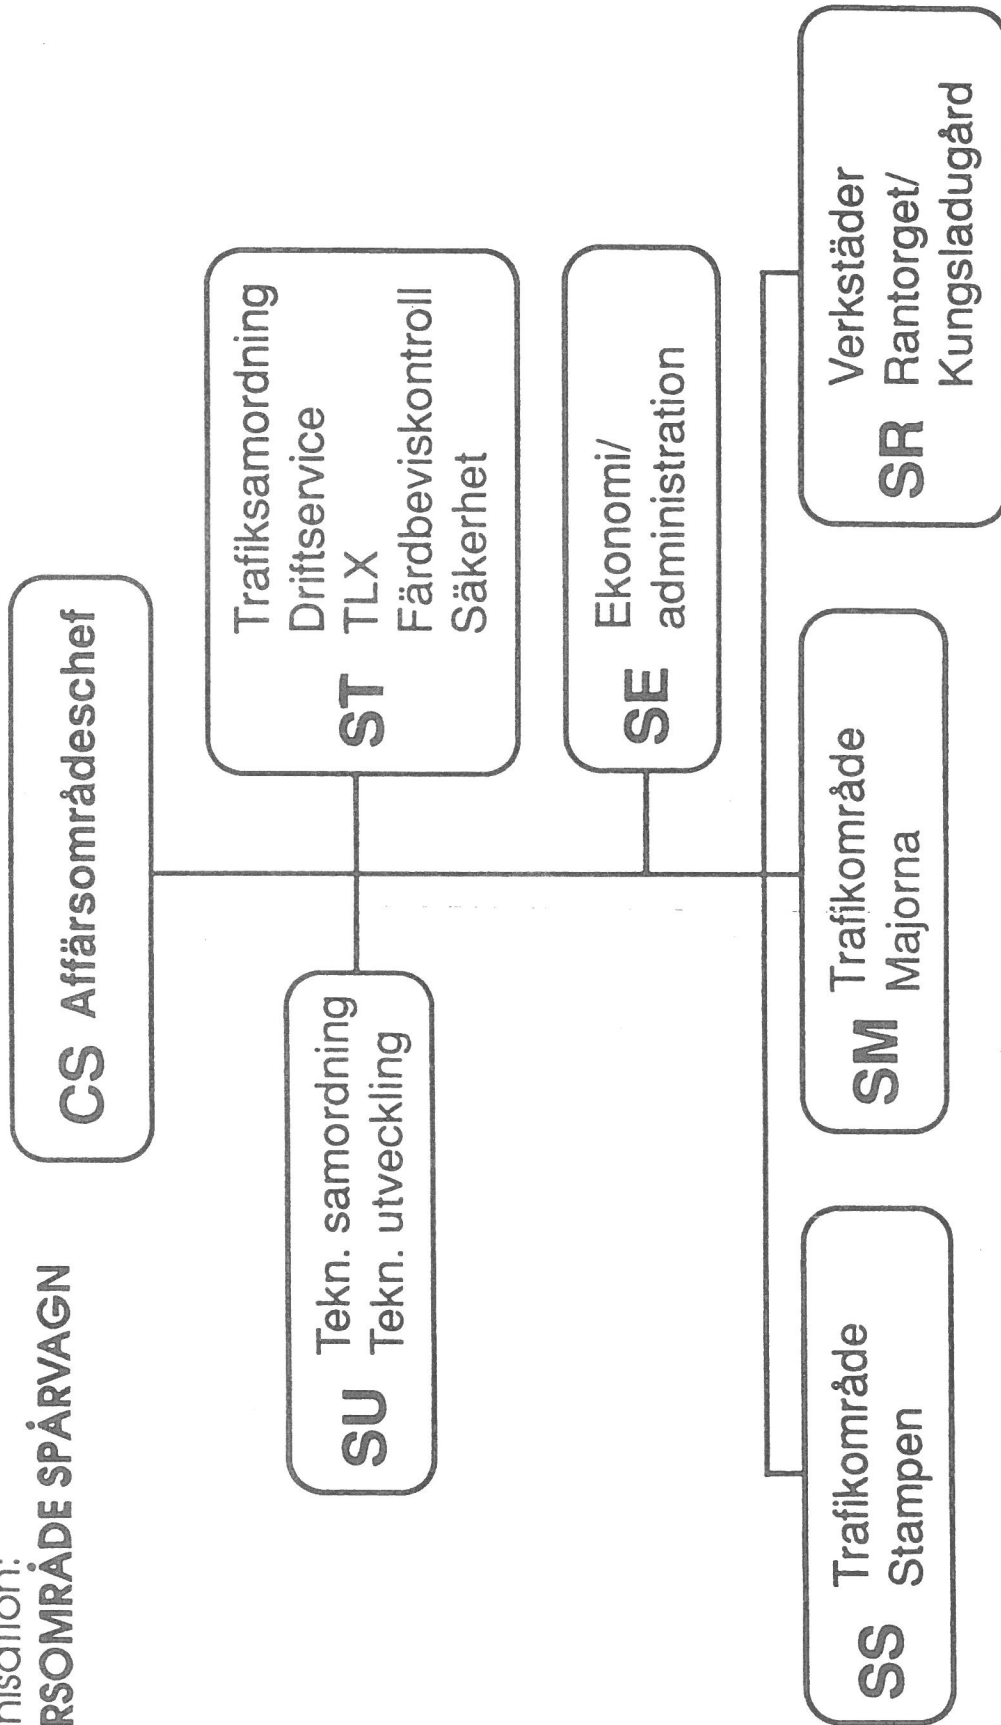 nisation:
RSOMRÅDE SPÅRVAGN
CS Affärsområdeschef
SU Tekn. samordning
Tekn. utveckling
ST Trafiksamordning
Driftservice
TLX
Färdbeviskontroll
Säkerhet
SE Ekonomi/
administration
SS Trafikområde
Stampen
SM Trafikområde
Majorna
SR Verkstäder
Rantorget/
Kungsladugård